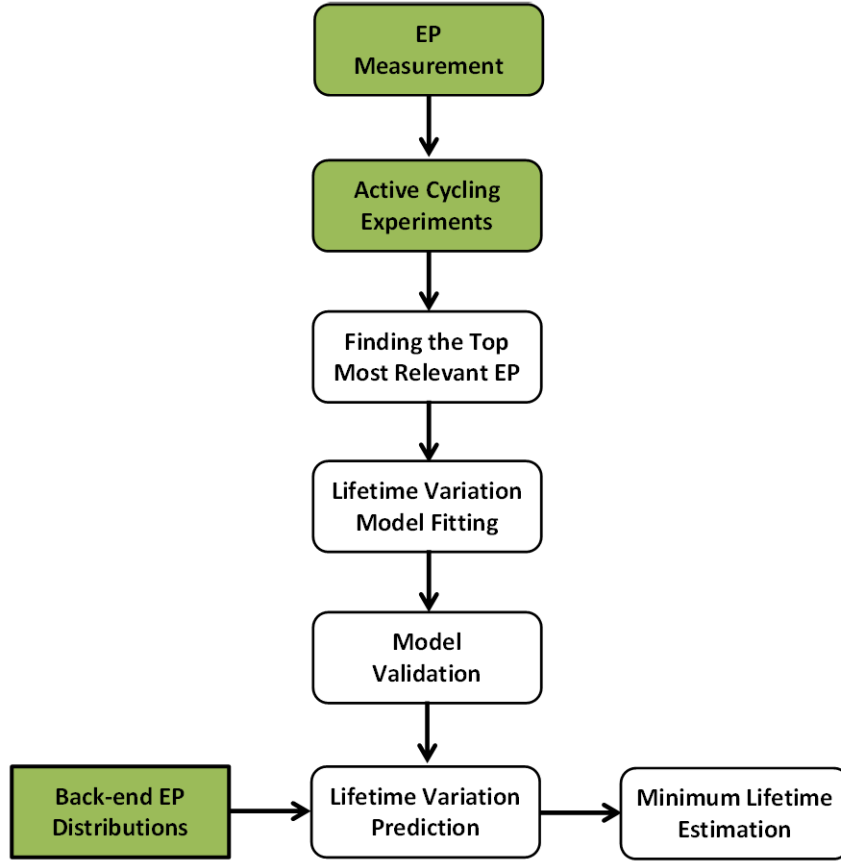 EP
Measurement
Active Cycling
Experiments
Finding the Top
Most Relevant EP
Lifetime Variation
Model Fitting
Model
Validation
Back-end EP
Distributions
Lifetime Variation
Prediction
Minimum Lifetime
Estimation